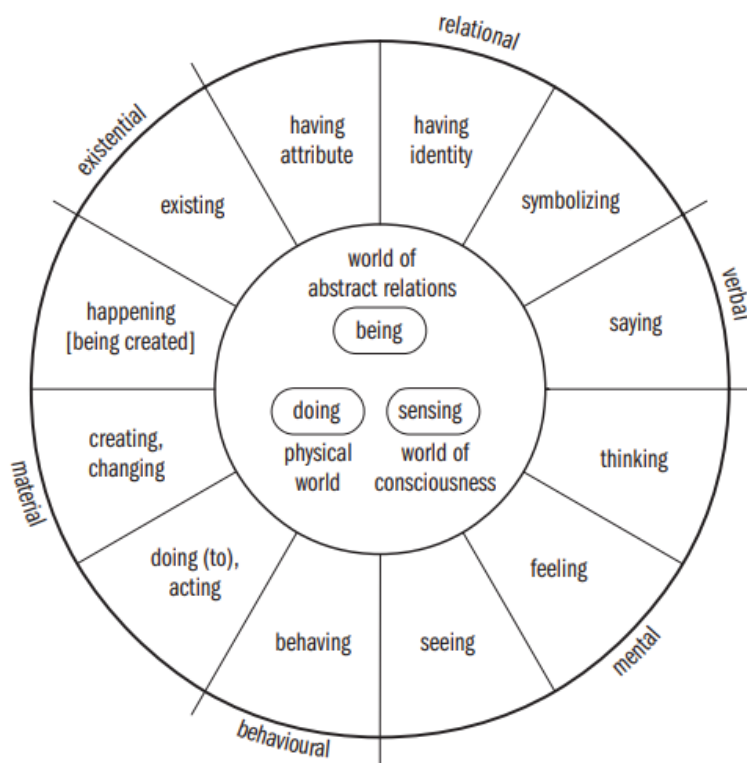 relational
existential
having
attribute
having
identity
existing
symbolizing
world of
abstract relations
verbal
happening
[being created]
being
saying
doing
sensing
creating,
changing
physical
world
world of
consciousness
thinking
material
doing (to),
acting
feeling
behaving
seeing
mental
behavioural